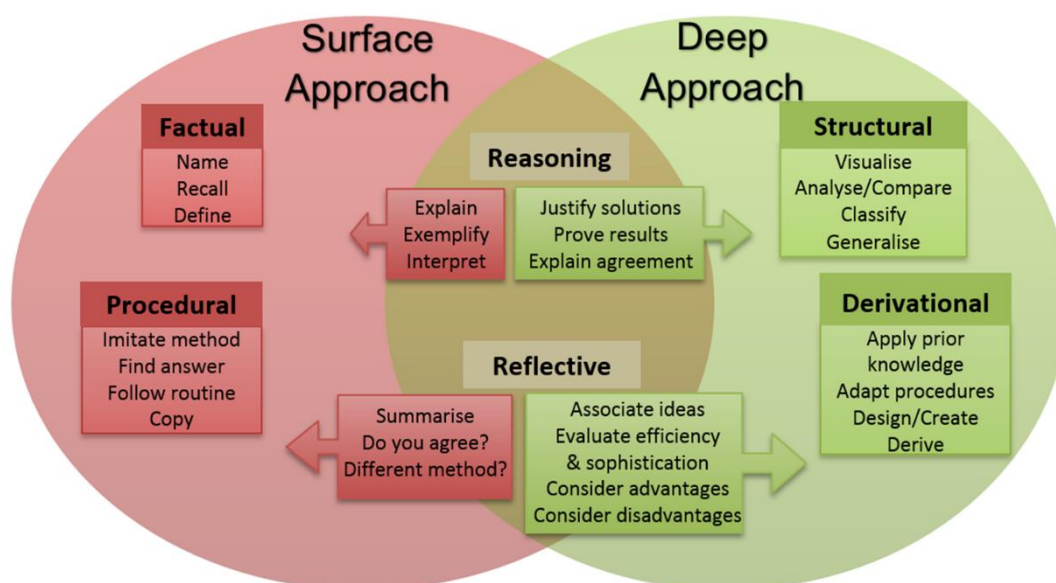 Surface
Approach
Deep
Approach
Factual
Name
Recall
Define
Reasoning
Explain
Exemplify
Interpret
Justify solutions
Prove results
Explain agreement
Structural
Visualise
Analyse/Compare
Classify
Generalise
Procedural
Imitate method
Find answer
Follow routine
Copy
Reflective
Summarise
Do you agree?
Different method?
Associate ideas
Evaluate efficiency
& sophistication
Consider advantages
Consider disadvantages
Derivational
Apply prior
knowledge
Adapt procedures
Design/Create
Derive